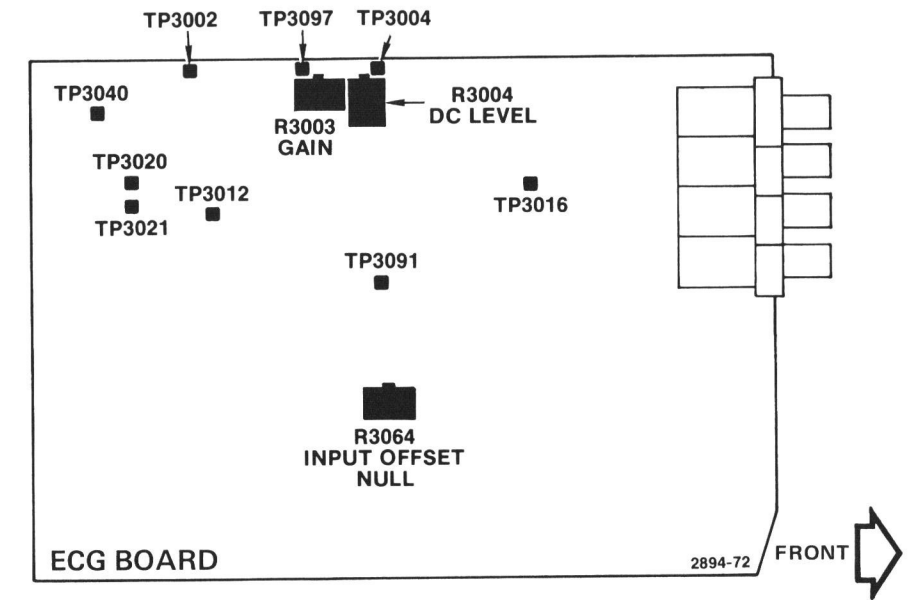 TP3002
TP3097
TP3004
TP3040
R3003
GAIN
R3004
DC LEVEL
TP3020
TP3012
TP3021
TP3016
TP3091
R3064
INPUT OFFSET
NULL
ECG BOARD
2894-72
FRONT